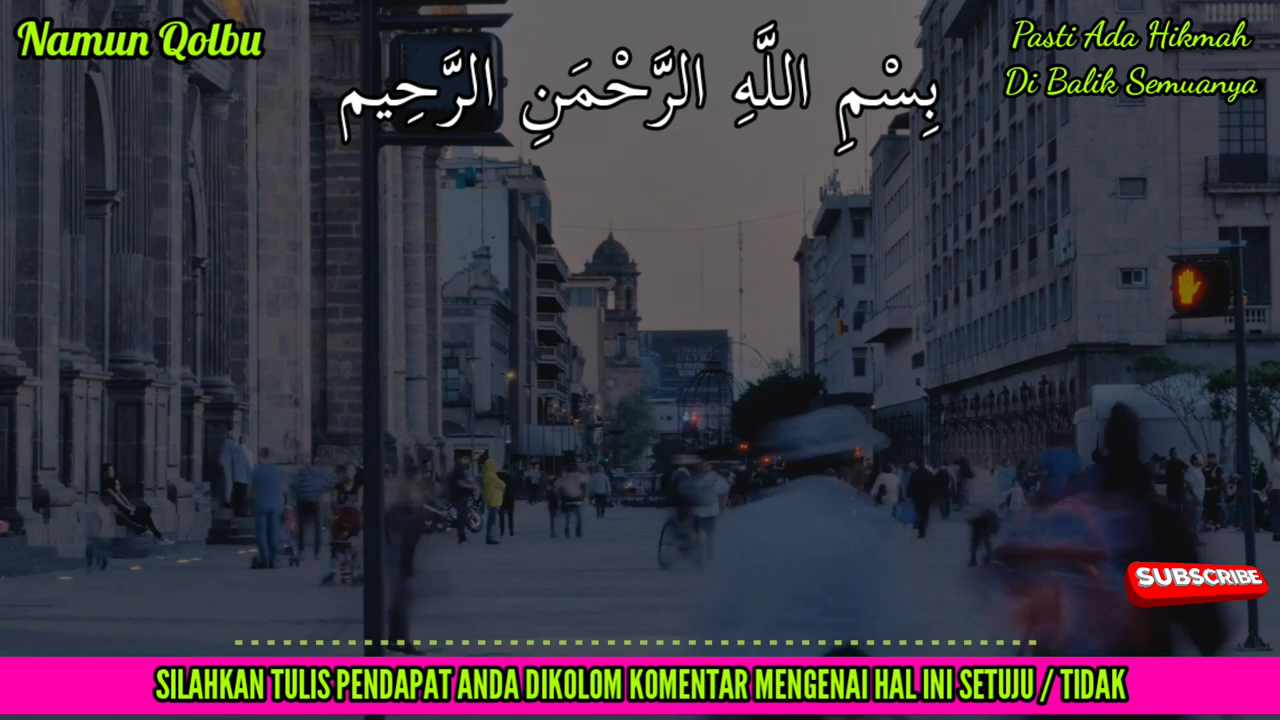 Namun Qolbu
بِسْمِ اللَّهِ الرَّحْمَنِ الرَّحِيم
Pasti Ada Hikmah
Di Balik Semuanya
SUBSCRIBE
SILAHKAN TULIS PENDAPAT ANDA DIKOLOM KOMENTAR MENGENAI HAL INI SETUJU / TIDAK